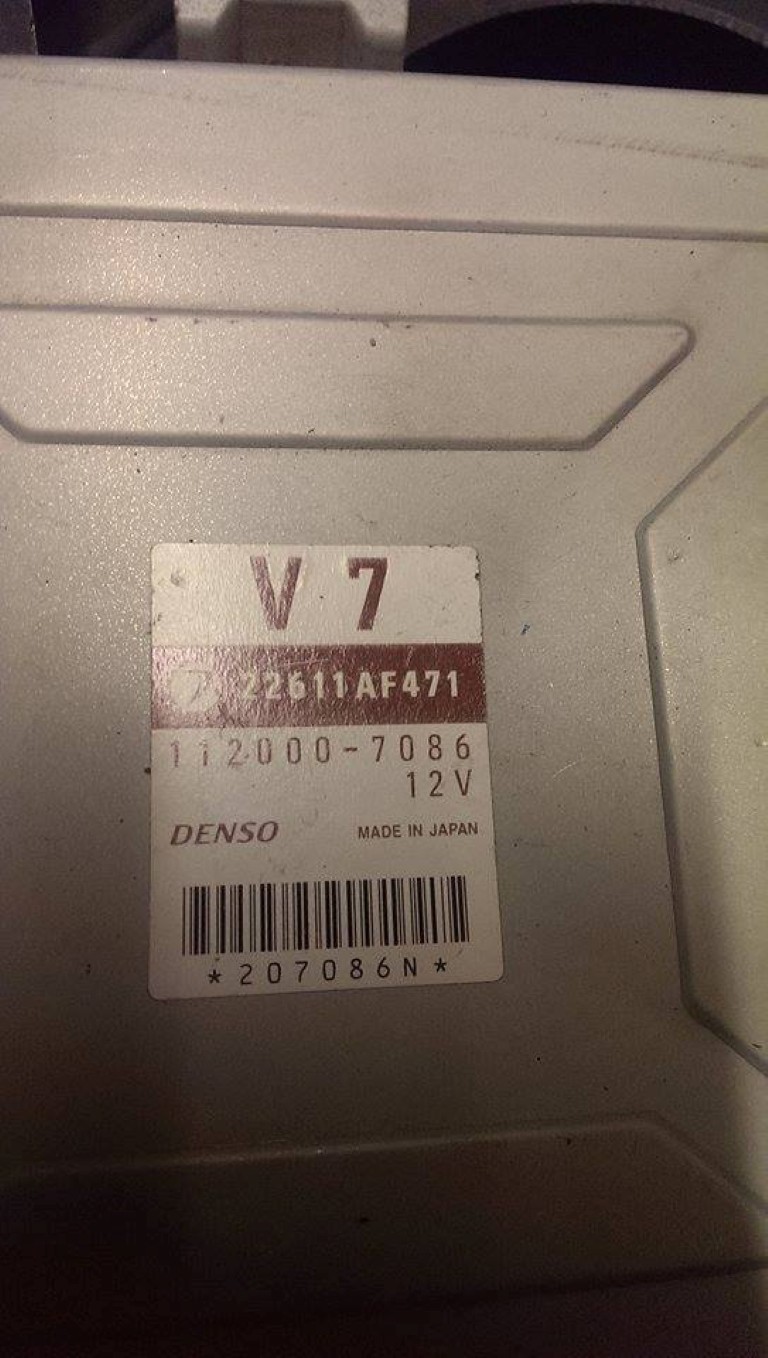 V 7
22611AF471
112000-7086
12V
DENSO MADE IN JAPAN
*207086N*